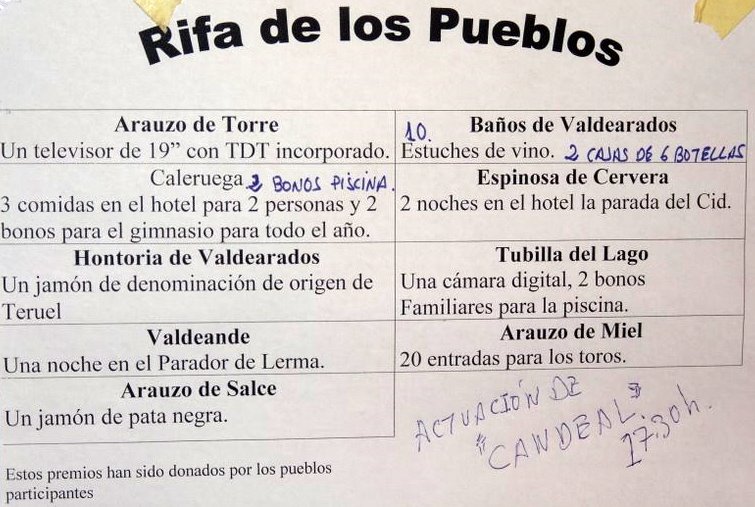 Rifa de los Pueblos
Arauzo de Torre
Un televisor de 19” con TDT incorporado.
10. Baños de Valdearados
Estuches de vino. 2 CAJAS DE 6 BOTELLAS
Caleruega 2 BONOS PISCINA.
3 comidas en el hotel para 2 personas y 2
bonos para el gimnasio para todo el año.
Espinosa de Cervera
2 noches en el hotel la parada del Cid.
Hontoria de Valdearados
Un jamón de denominación de origen de
Teruel
Tubilla del Lago
Una cámara digital, 2 bonos
Familiares para la piscina.
Valdeande
Una noche en el Parador de Lerma.
Arauzo de Miel
20 entradas para los toros.
Arauzo de Salce
Un jamón de pata negra.
ACTUACIÓN DE
"CANDEAL".
17:30h.
Estos premios han sido donados por los pueblos
participantes